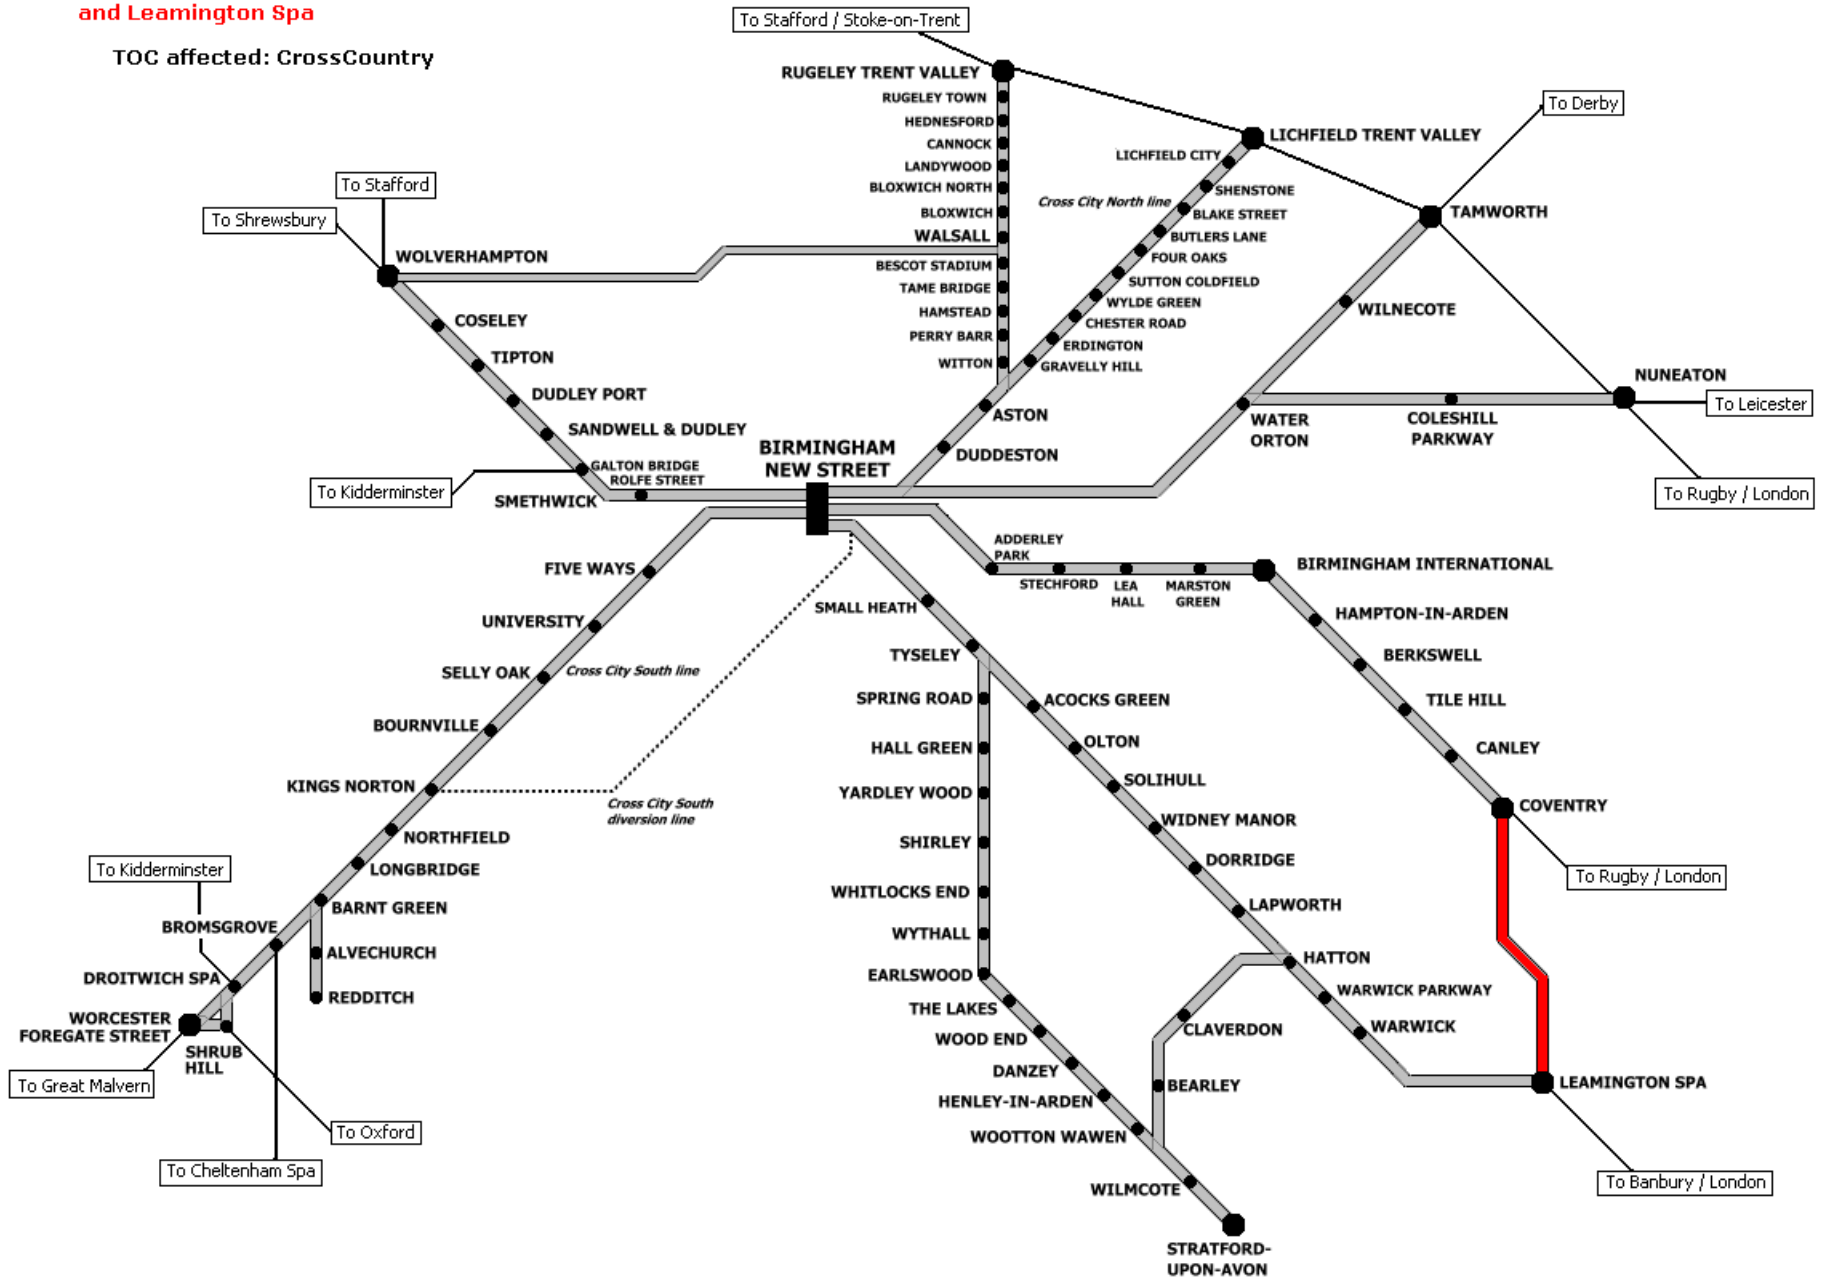 and Leamington Spa
TOC affected: CrossCountry
To Stafford / Stoke-on-Trent
RUGELEY TRENT VALLEY
RUGELEY TOWN
HEDNESFORD
CANNOCK
LANDYWOOD
BLOXWICH NORTH
BLOXWICH
WALSALL
BESCOT STADIUM
TAME BRIDGE
HAMSTEAD
PERRY BARR
WITTON
To Derby
LICHFIELD TRENT VALLEY
LICHFIELD CITY
SHENSTONE
Cross City North line
BLAKE STREET
BUTLERS LANE
FOUR OAKS
SUTTON COLDFIELD
WYLDE GREEN
CHESTER ROAD
ERDINGTON
GRAVELLY HILL
ASTON
DUDDESTON
TAMWORTH
WILNECOTE
WATER
ORTON
COLESHILL
PARKWAY
NUNEATON
To Leicester
To Rugby / London
To Stafford
To Shrewsbury
WOLVERHAMPTON
COSELEY
TIPTON
DUDLEY PORT
SANDWELL & DUDLEY
GALTON BRIDGE
ROLFE STREET
SMETHWICK
To Kidderminster
BIRMINGHAM
NEW STREET
ADDERLEY
PARK
STECHFORD
LEA
HALL
MARSTON
GREEN
BIRMINGHAM INTERNATIONAL
HAMPTON-IN-ARDEN
BERKSWELL
TILE HILL
CANLEY
COVENTRY
To Rugby / London
FIVE WAYS
UNIVERSITY
SELLY OAK
Cross City South line
BOURNVILLE
KINGS NORTON
Cross City South
diversion line
NORTHFIELD
LONGBRIDGE
BARNT GREEN
ALVECHURCH
REDDITCH
To Kidderminster
BROMSGROVE
DROITWICH SPA
WORCESTER
FOREGATE STREET
SHRUB
HILL
To Great Malvern
To Oxford
To Cheltenham Spa
SMALL HEATH
TYSELEY
SPRING ROAD
HALL GREEN
YARDLEY WOOD
SHIRLEY
WHITLOCKS END
WYTHALL
EARLSWOOD
THE LAKES
WOOD END
DANZEY
HENLEY-IN-ARDEN
WOOTTON WAWEN
WILMCOTE
STRATFORD-
UPON-AVON
ACOCKS GREEN
OLTON
SOLIHULL
WIDNEY MANOR
DORRIDGE
LAPWORTH
HATTON
CLAVERDON
BEARLEY
WARWICK PARKWAY
WARWICK
LEAMINGTON SPA
To Banbury / London